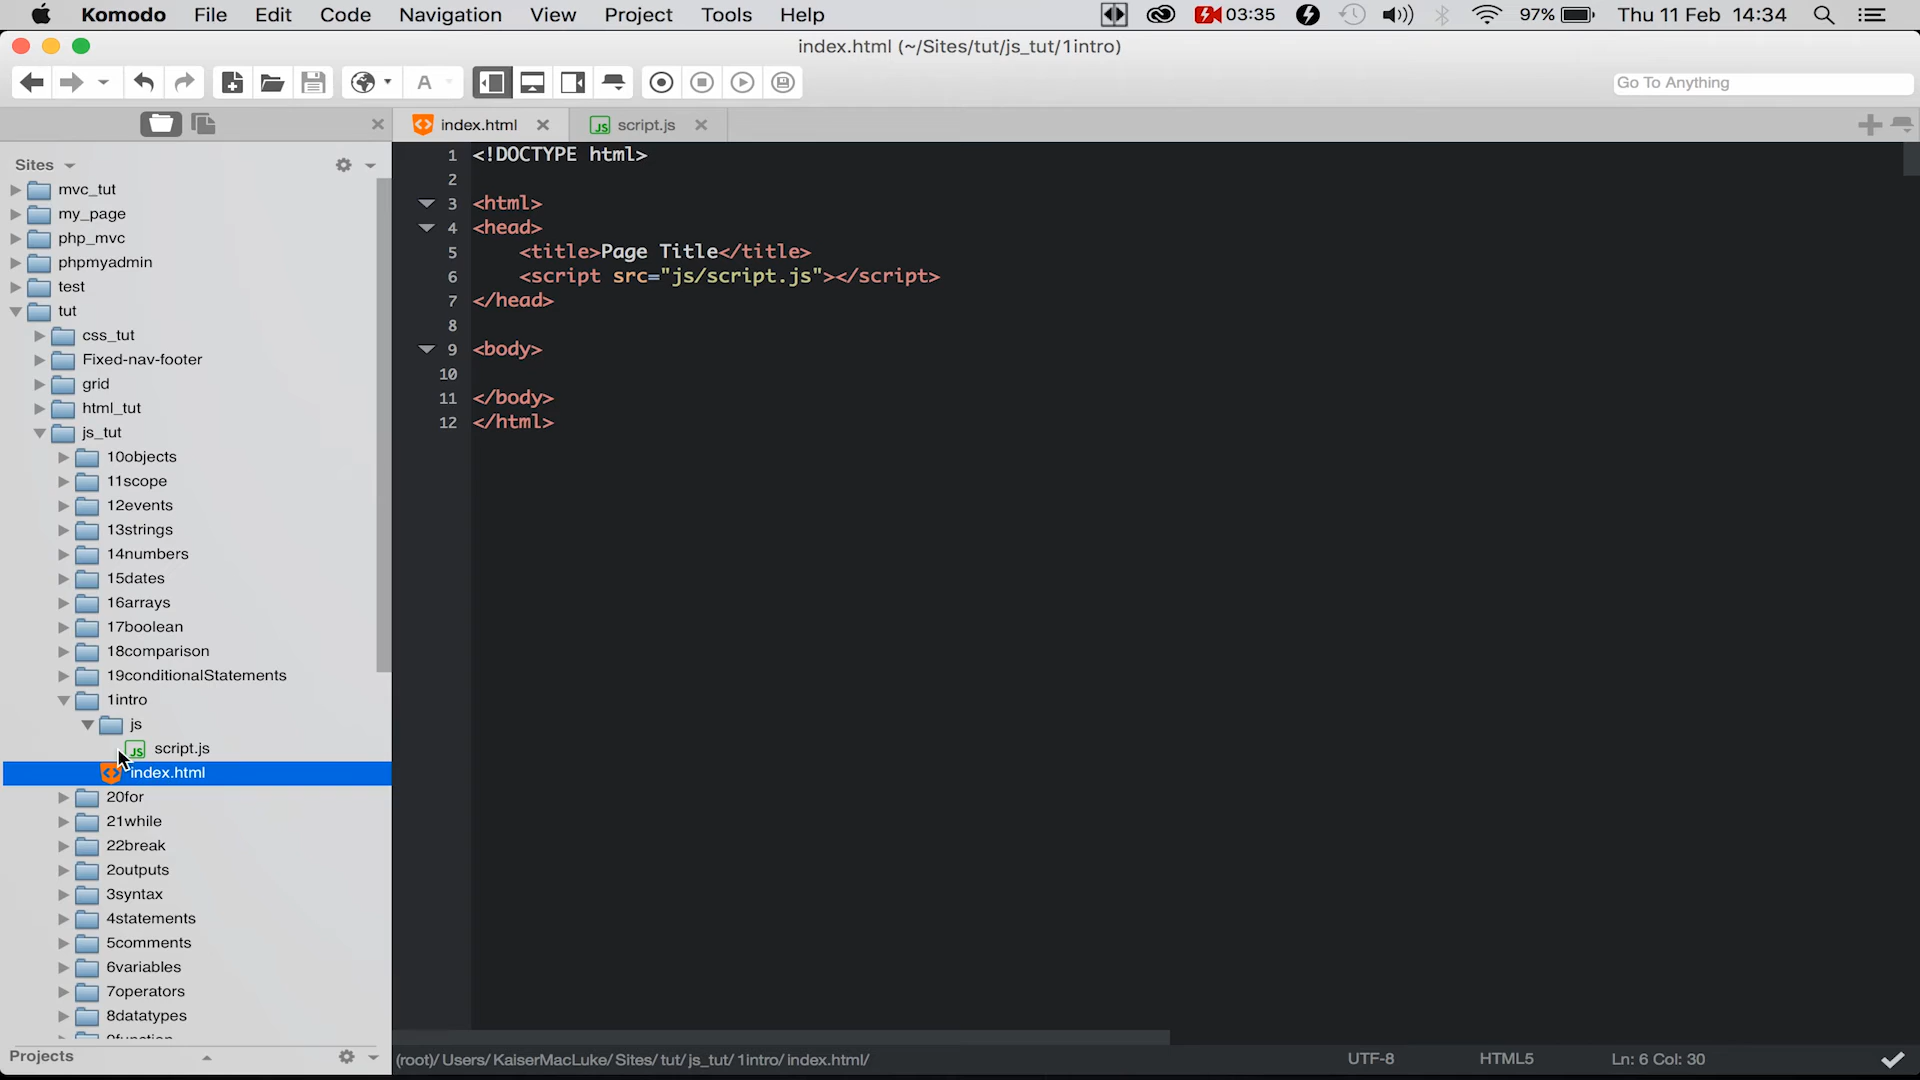 Komodo File Edit Code Navigation View Project Tools Help 03:35 97% Thu 11 Feb 14:34
index.html (~/Sites/tut/js_tut/1intro)
A Go To Anything
index.html script.js
Sites
mvc_tut
my_page
php_mvc
phpmyadmin
test
tut
css_tut
Fixed-nav-footer
grid
html_tut
js_tut
10objects
11scope
12events
13strings
14numbers
15dates
16arrays
17boolean
18comparison
19conditionalStatements
1intro
js
JS script.js
index.html
20for
21while
22break
2outputs
3syntax
4statements
5comments
6variables
7operators
8datatypes
9function
Projects
1 <!DOCTYPE html>
2
3 <html>
4 <head>
5 <title>Page Title</title>
6 <script src="js/script.js"></script>
7 </head>
8
9 <body>
10
11 </body>
12 </html>
(root)/ Users/ KaiserMacLuke/ Sites/ tut/ js_tut/ 1intro/ index.html/ UTF-8 HTML5 Ln: 6 Col: 30